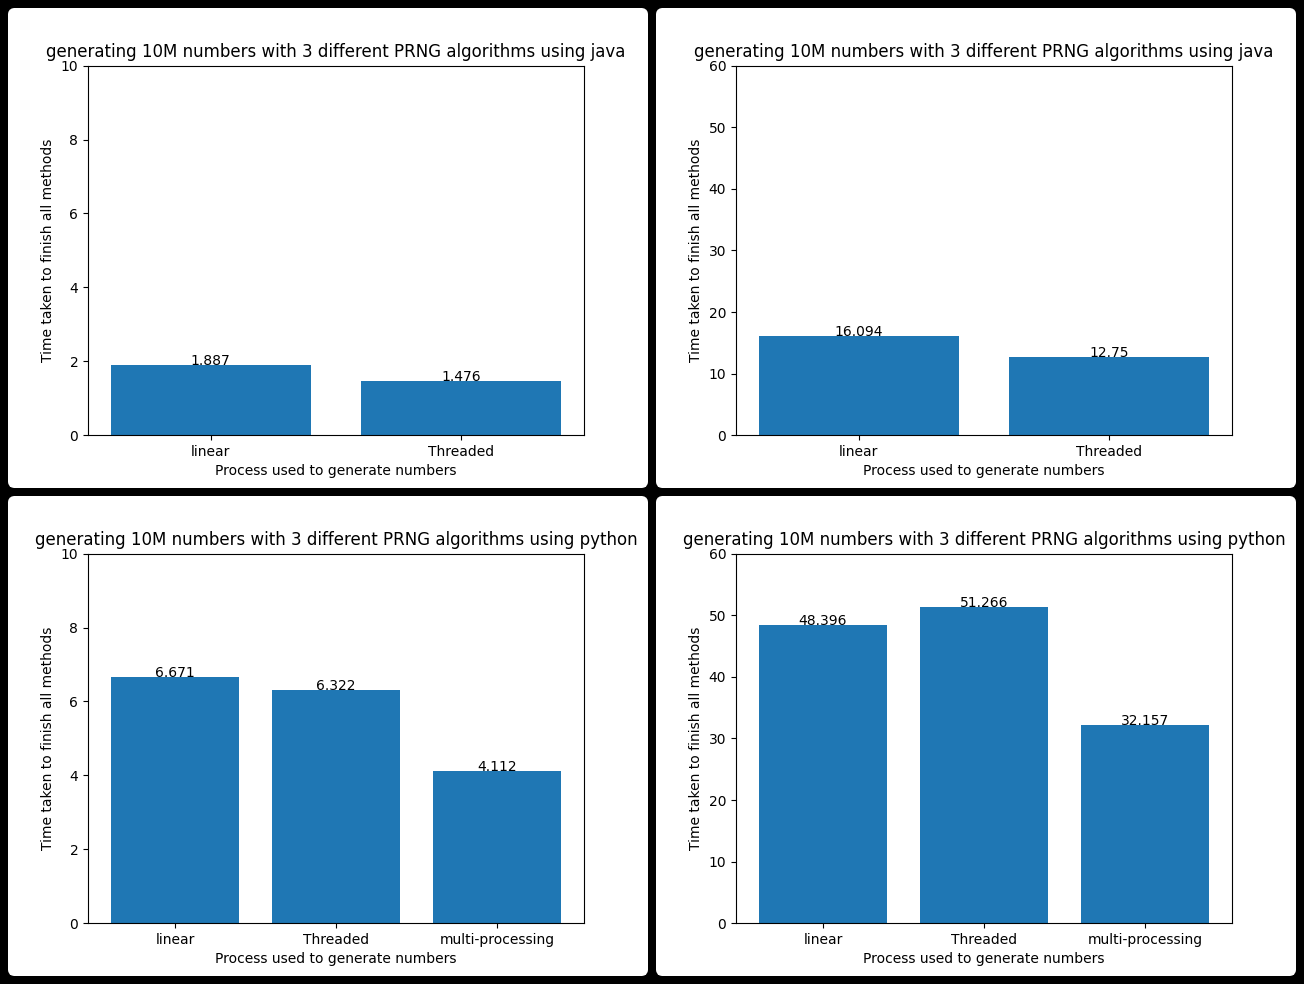 generating 10M numbers with 3 different PRNG algorithms using java
10
8
6
4
2
0
Time taken to finish all methods
1.887
1.476
linear Threaded
Process used to generate numbers
generating 10M numbers with 3 different PRNG algorithms using java
60
50
40
30
20
10
0
Time taken to finish all methods
16.094
12.75
linear Threaded
Process used to generate numbers
generating 10M numbers with 3 different PRNG algorithms using python
10
8
6
4
2
0
Time taken to finish all methods
6.671
6.322
4.112
linear Threaded multi-processing
Process used to generate numbers
generating 10M numbers with 3 different PRNG algorithms using python
60
50
40
30
20
10
0
Time taken to finish all methods
48.396
51.266
32.157
linear Threaded multi-processing
Process used to generate numbers